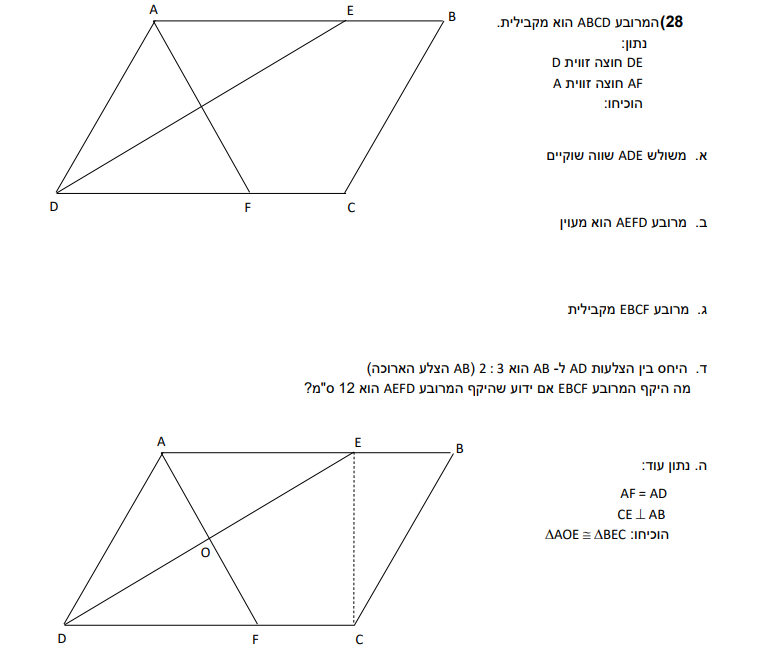 28)המרובע ABCD הוא מקבילית.
נתון:
DE חוצה זווית D
AF חוצה זווית A
הוכיחו:
א. משולש ADE שווה שוקיים
ב. מרובע AEFD הוא מעוין
ג. מרובע EBCF מקבילית
ד. היחס בין הצלעות AD ל- AB הוא 3 : 2 (AB הצלע הארוכה)
מה היקף המרובע EBCF אם ידוע שהיקף המרובע AEFD הוא 12 ס"מ?
ה. נתון עוד:
AF = AD
CE ⊥ AB
הוכיחו: ΔAOE ≅ ΔBEC
A E B
D F C
A E B
O
D F C